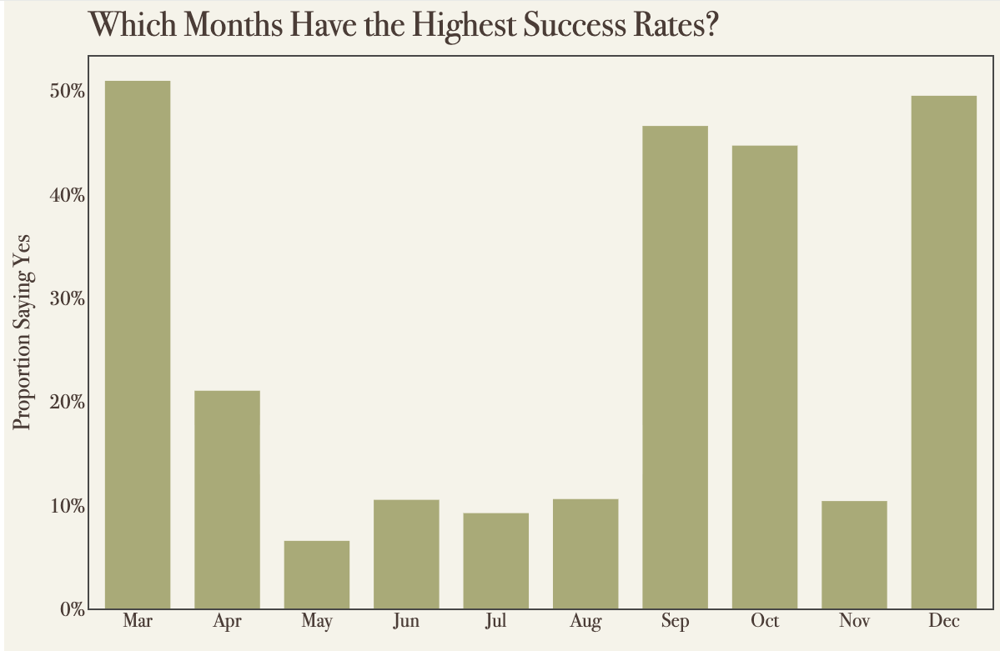 Which Months Have the Highest Success Rates?
Proportion Saying Yes
50%
40%
30%
20%
10%
0%
Mar Apr May Jun Jul Aug Sep Oct Nov Dec